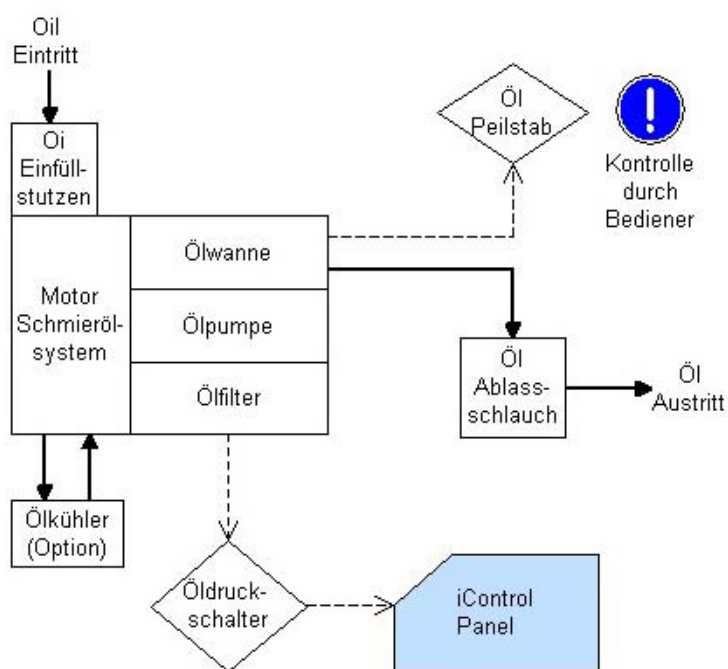 Oil
Eintritt
Oi
Einfüll-
stutzen
Öl
Peilstab
Kontrolle
durch
Bediener
Motor
Schmieröl-
system
Ölwanne
Ölpumpe
Ölfilter
Öl
Ablass-
schlauch
Öl
Austritt
Ölkühler
(Option)
Öldruck-
schalter
iControl
Panel